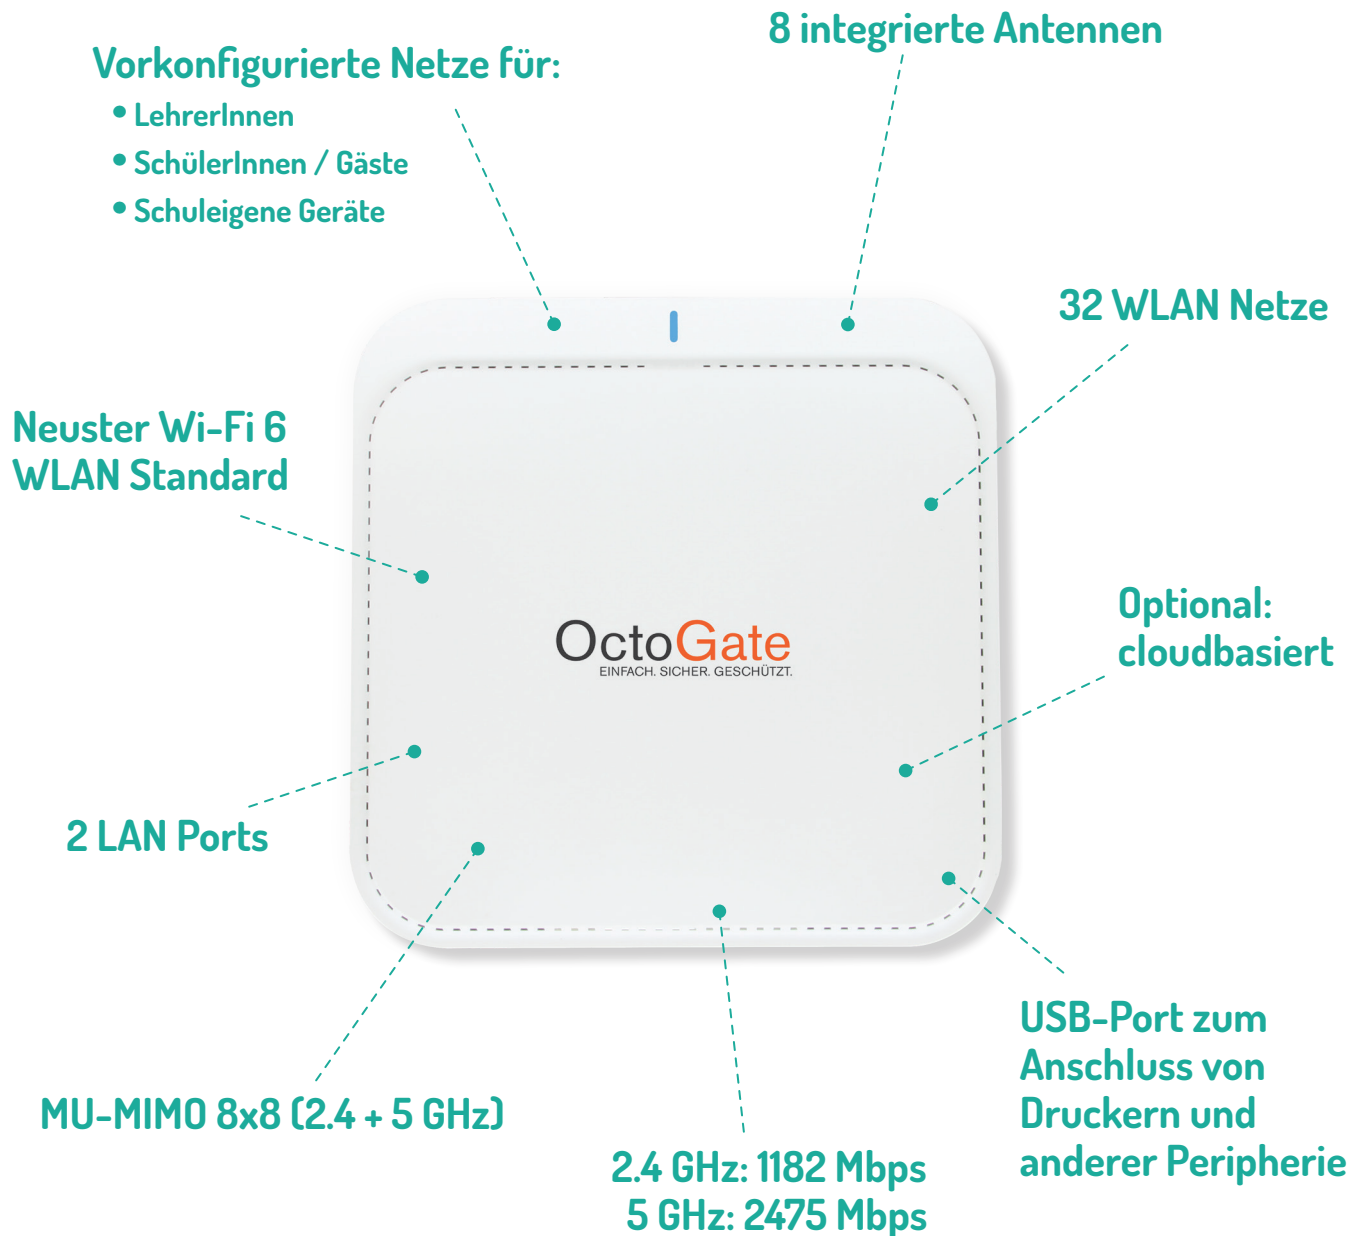 8 integrierte Antennen
Vorkonfigurierte Netze für:
• LehrerInnen
• SchülerInnen / Gäste
• Schuleigene Geräte
32 WLAN Netze
Neuster Wi-Fi 6
WLAN Standard
Optional:
cloudbasiert
OctoGate
EINFACH. SICHER. GESCHÜTZT.
2 LAN Ports
USB-Port zum
Anschluss von
Druckern und
anderer Peripherie
MU-MIMO 8x8 (2.4 + 5 GHz)
2.4 GHz: 1182 Mbps
5 GHz: 2475 Mbps